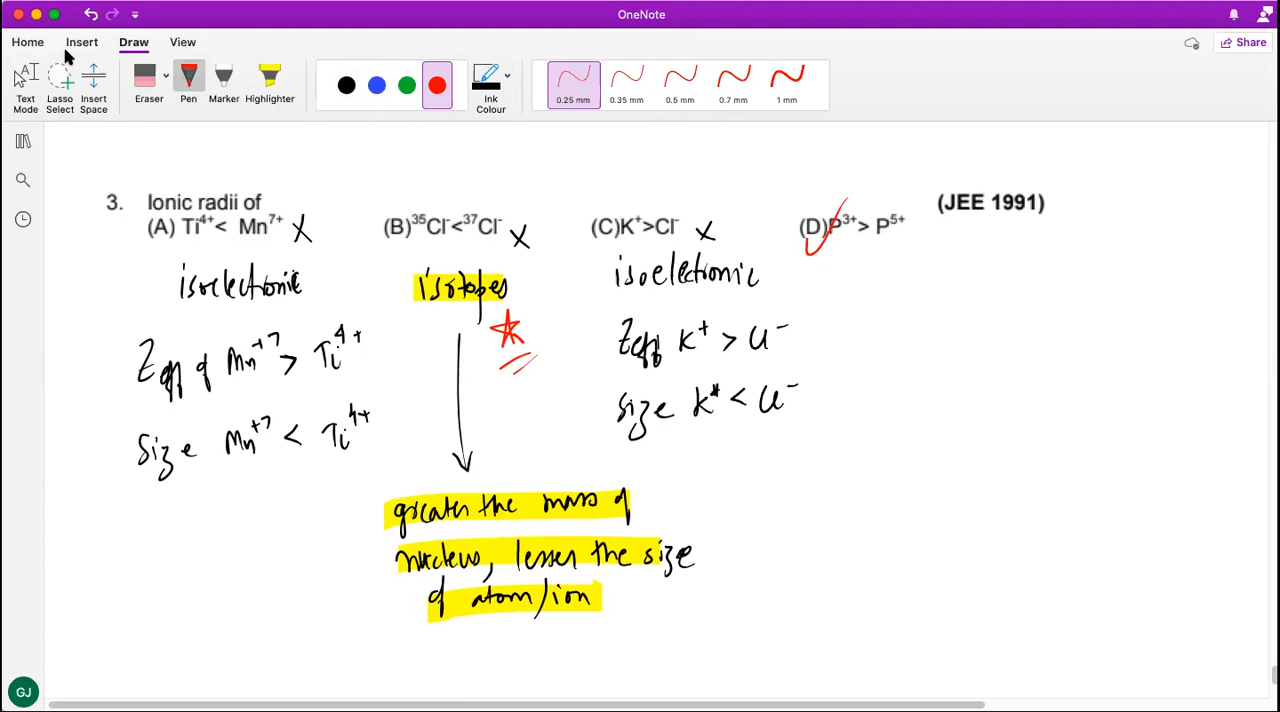 OneNote
Home Insert Draw View
Share
Text Mode
Lasso Select
Insert Space
Eraser
Pen
Marker
Highlighter
Ink Colour
0.25 mm 0.35 mm 0.5 mm 0.7 mm 1 mm
3. Ionic radii of (JEE 1991)
(A) Ti⁴⁺< Mn⁷⁺ X (B)³⁵Cl⁻<³⁷Cl⁻ X (C)K⁺>Cl⁻ X (D)P³⁺> P⁵⁺
isoelectronic
Zeff of Mn⁺⁷ > Ti⁴⁺
Size Mn⁺⁷ < Ti⁴⁺
isotopes
greater the mass of
nucleus, lesser the size
of atom/ion
isoelectronic
Zeff K⁺ > Cl⁻
size K⁺ < Cl⁻
GJ